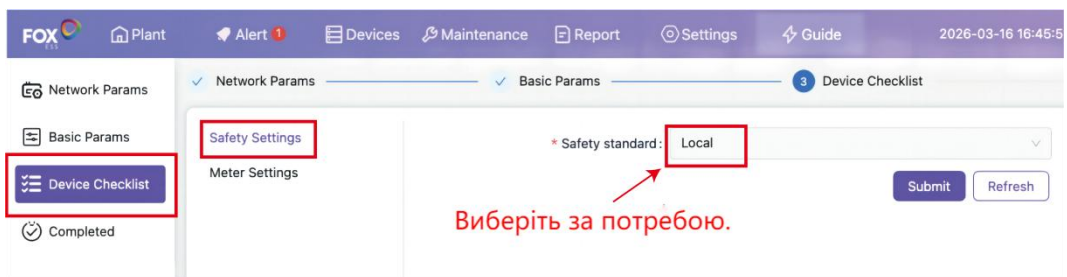 FOX ESS Plant Alert 1 Devices Maintenance Report Settings Guide 2026-03-16 16:45:5
Network Params
Basic Params
Device Checklist
Completed
Network Params Basic Params 3 Device Checklist
Safety Settings
Meter Settings
* Safety standard: Local
Submit Refresh
Виберіть за потребою.